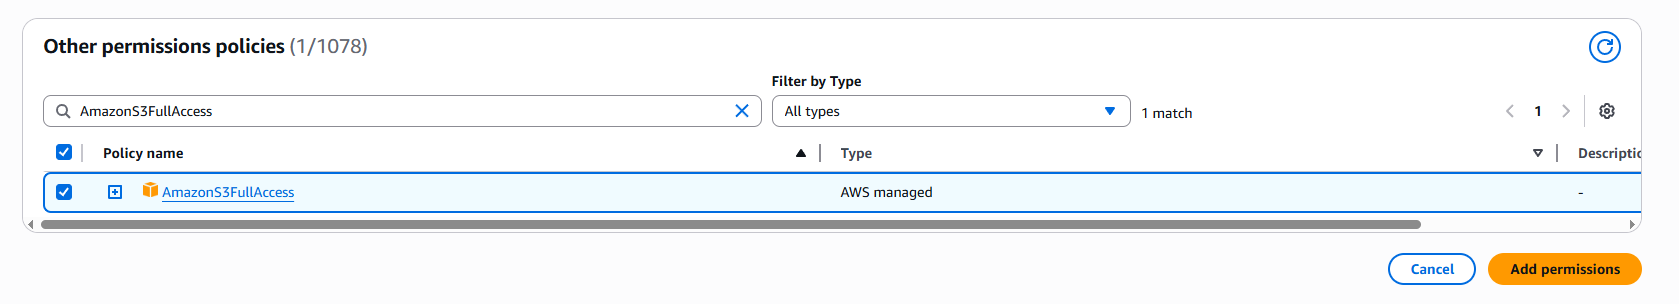 Other permissions policies (1/1078)
Filter by Type
AmazonS3FullAccess
All types
1 match
1
Policy name
Type
Descriptio
AmazonS3FullAccess
AWS managed
-
Cancel
Add permissions